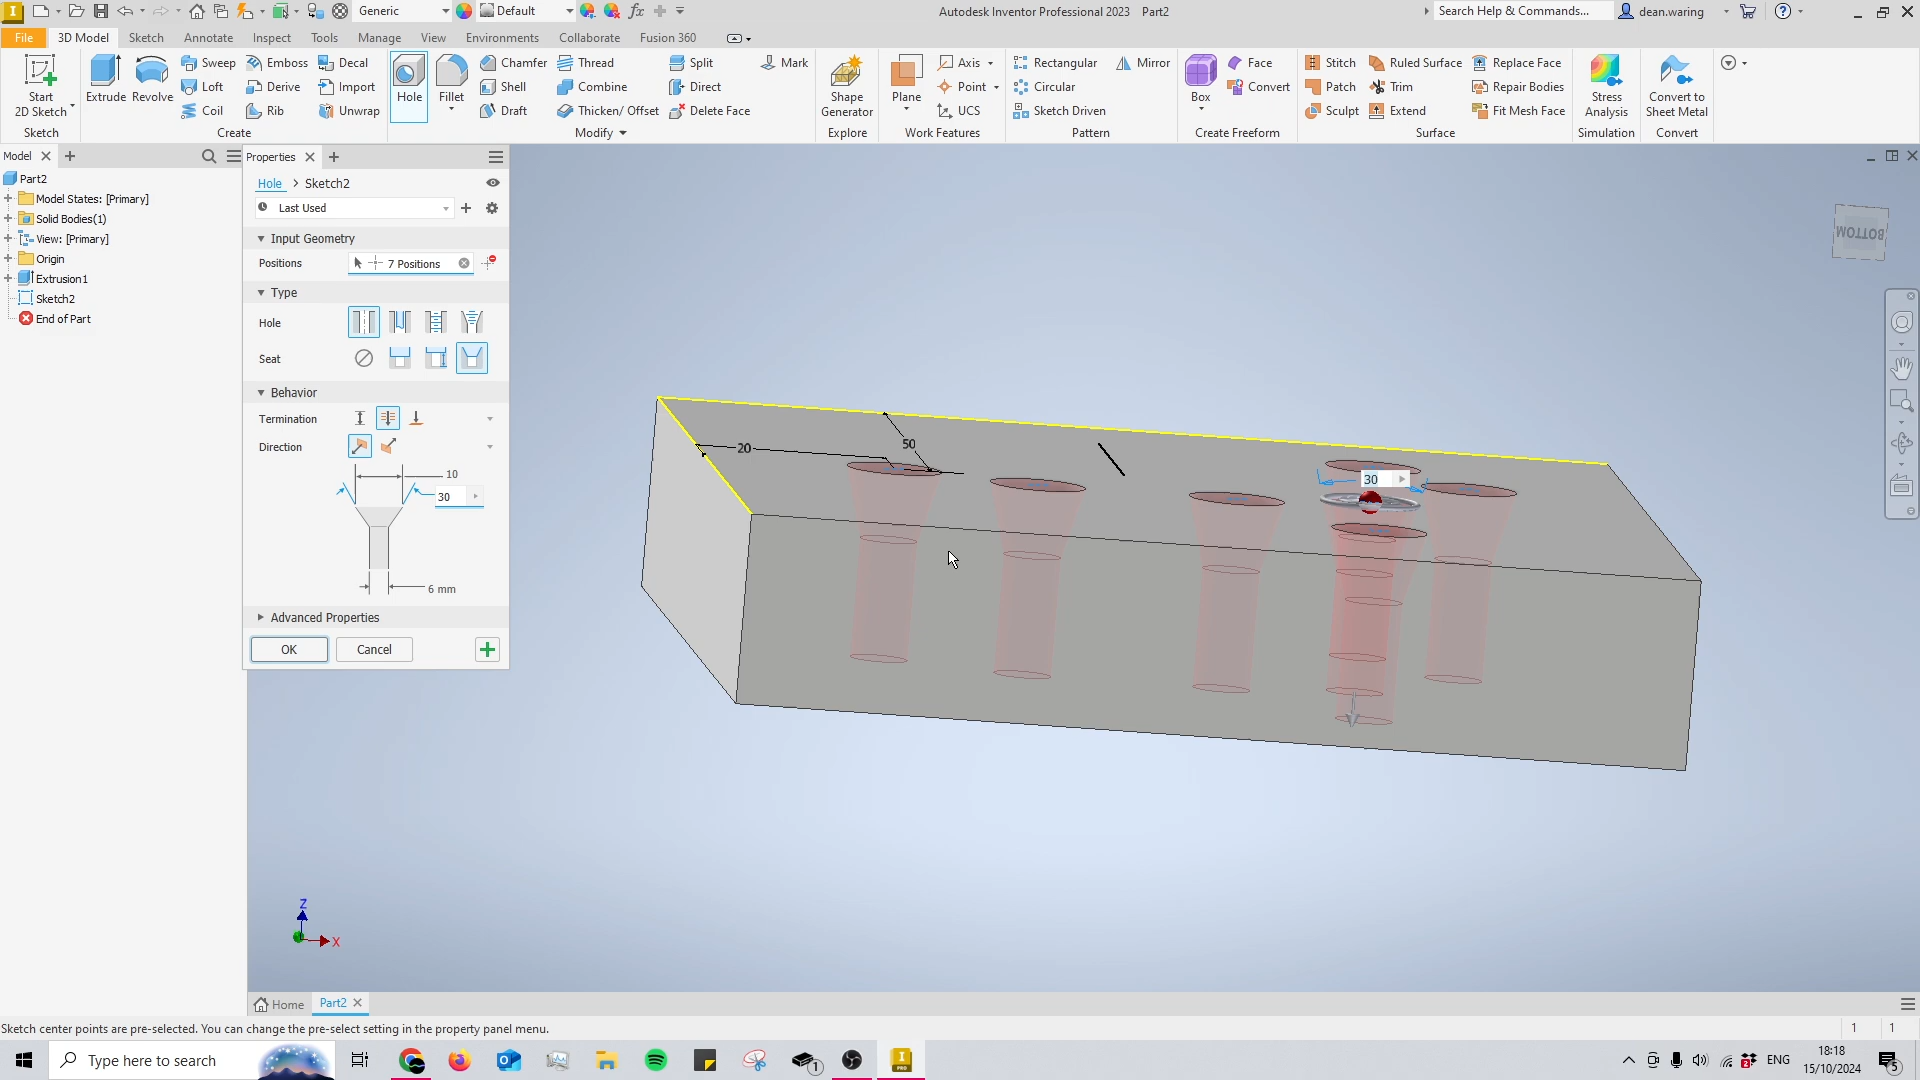 Generic
Default
fx
Autodesk Inventor Professional 2023 Part2
Search Help & Commands...
dean.waring
File
3D Model
Sketch
Annotate
Inspect
Tools
Manage
View
Environments
Collaborate
Fusion 360
Start
2D Sketch
Sketch
Extrude
Revolve
Sweep
Loft
Coil
Emboss
Derive
Rib
Decal
Import
Unwrap
Create
Hole
Fillet
Chamfer
Shell
Draft
Thread
Combine
Thicken/ Offset
Split
Direct
Delete Face
Mark
Modify
Shape
Generator
Explore
Plane
Axis
Point
UCS
Work Features
Rectangular
Circular
Sketch Driven
Mirror
Pattern
Box
Face
Convert
Create Freeform
Stitch
Patch
Sculpt
Ruled Surface
Trim
Extend
Replace Face
Repair Bodies
Fit Mesh Face
Surface
Stress
Analysis
Simulation
Convert to
Sheet Metal
Convert
Model
Part2
Model States: [Primary]
Solid Bodies(1)
View: [Primary]
Origin
Extrusion1
Sketch2
End of Part
Properties
Hole > Sketch2
Last Used
Input Geometry
Positions
7 Positions
Type
Hole
Seat
Behavior
Termination
Direction
10
30
6 mm
Advanced Properties
OK
Cancel
20
50
30
BOTTOM
Z
X
Home
Part2
Sketch center points are pre-selected. You can change the pre-select setting in the property panel menu.
1
1
Type here to search
1
I
PRO
2
ENG
18:18
15/10/2024
5